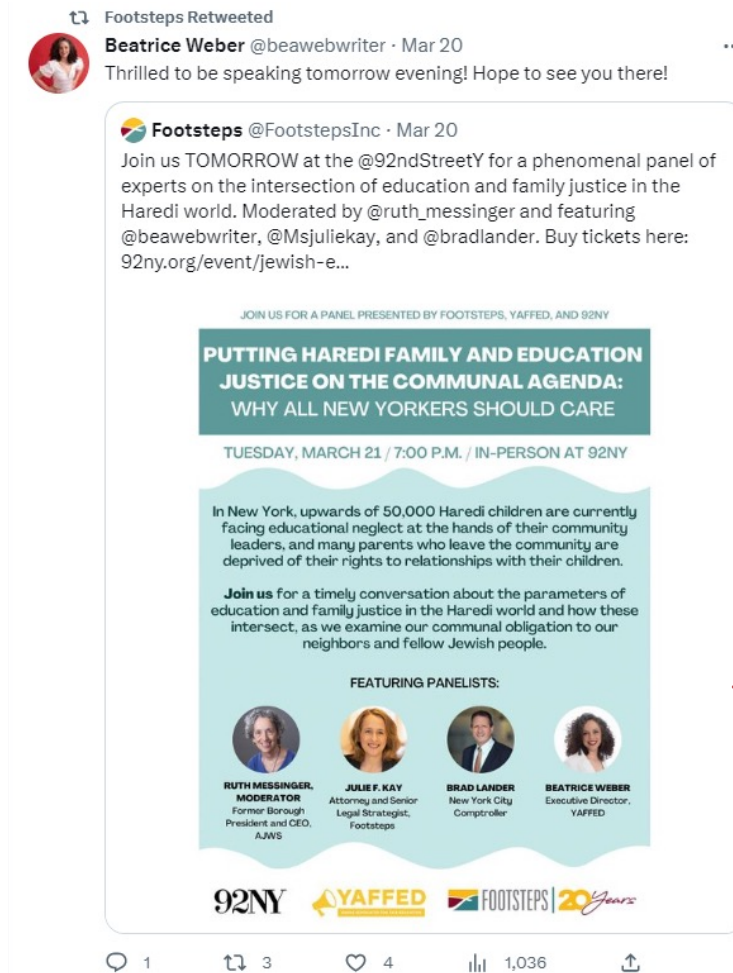 Footsteps Retweeted
Beatrice Weber @beawebwriter · Mar 20
Thrilled to be speaking tomorrow evening! Hope to see you there!
Footsteps @FootstepsInc · Mar 20
Join us TOMORROW at the @92ndStreetY for a phenomenal panel of
experts on the intersection of education and family justice in the
Haredi world. Moderated by @ruth_messinger and featuring
@beawebwriter, @Msjuliekay, and @bradlander. Buy tickets here:
92ny.org/event/jewish-e...
JOIN US FOR A PANEL PRESENTED BY FOOTSTEPS, YAFFED, AND 92NY
PUTTING HAREDI FAMILY AND EDUCATION
JUSTICE ON THE COMMUNAL AGENDA:
WHY ALL NEW YORKERS SHOULD CARE
TUESDAY, MARCH 21 / 7:00 P.M. / IN-PERSON AT 92NY
In New York, upwards of 50,000 Haredi children are currently
facing educational neglect at the hands of their community
leaders, and many parents who leave the community are
deprived of their rights to relationships with their children.
Join us for a timely conversation about the parameters of
education and family justice in the Haredi world and how these
intersect, as we examine our communal obligation to our
neighbors and fellow Jewish people.
FEATURING PANELISTS:
RUTH MESSINGER,
MODERATOR
Former Borough
President and CEO,
AJWS
JULIE F. KAY
Attorney and Senior
Legal Strategist,
Footsteps
BRAD LANDER
New York City
Comptroller
BEATRICE WEBER
Executive Director,
YAFFED
92NY
YAFFED
FOOTSTEPS | 20 Years
1
3
4
1,036